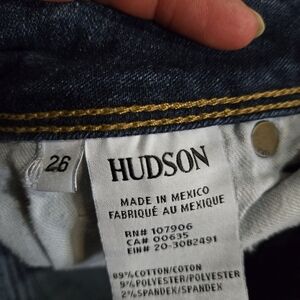 26
HUDSON
MADE IN MEXICO
FABRIQUÉ AU MEXIQUE
RN# 107906
CA# 00635
EIN# 20-3082491
89% COTTON/COTON
9% POLYESTER/POLYESTER
2% SPANDEX/SPANDEX